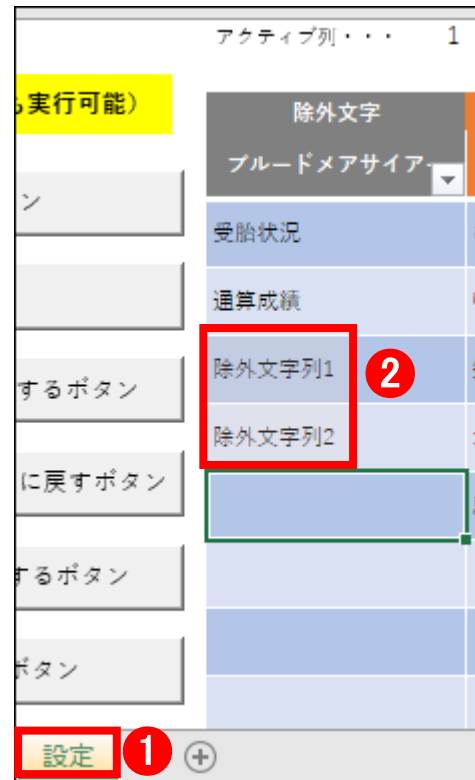 アクティブ列・・・ 1
も実行可能）
除外文字
ブルードメアサイアー
ン
受胎状況
通算成績
除外文字列1
2
するボタン
除外文字列2
に戻すボタン
するボタン
ボタン
設定
1